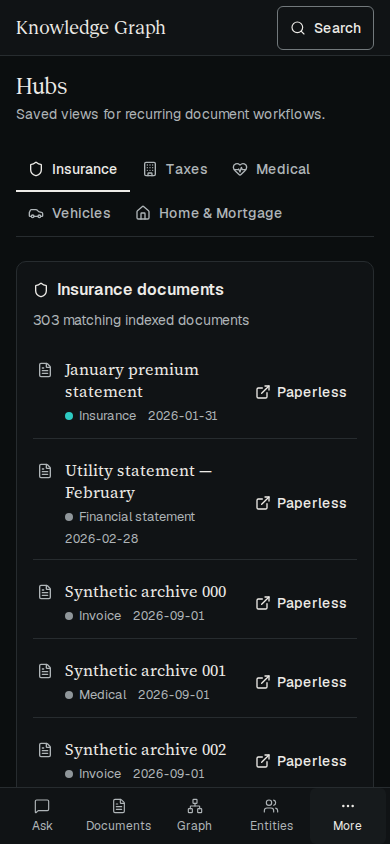 Knowledge Graph
Search
Hubs
Saved views for recurring document workflows.
Insurance
Taxes
Medical
Vehicles
Home & Mortgage
Insurance documents
303 matching indexed documents
January premium
statement
Paperless
Insurance 2026-01-31
Utility statement —
February
Paperless
Financial statement
2026-02-28
Synthetic archive 000
Paperless
Invoice 2026-09-01
Synthetic archive 001
Paperless
Medical 2026-09-01
Synthetic archive 002
Paperless
Invoice 2026-09-01
Ask
Documents
Graph
Entities
More